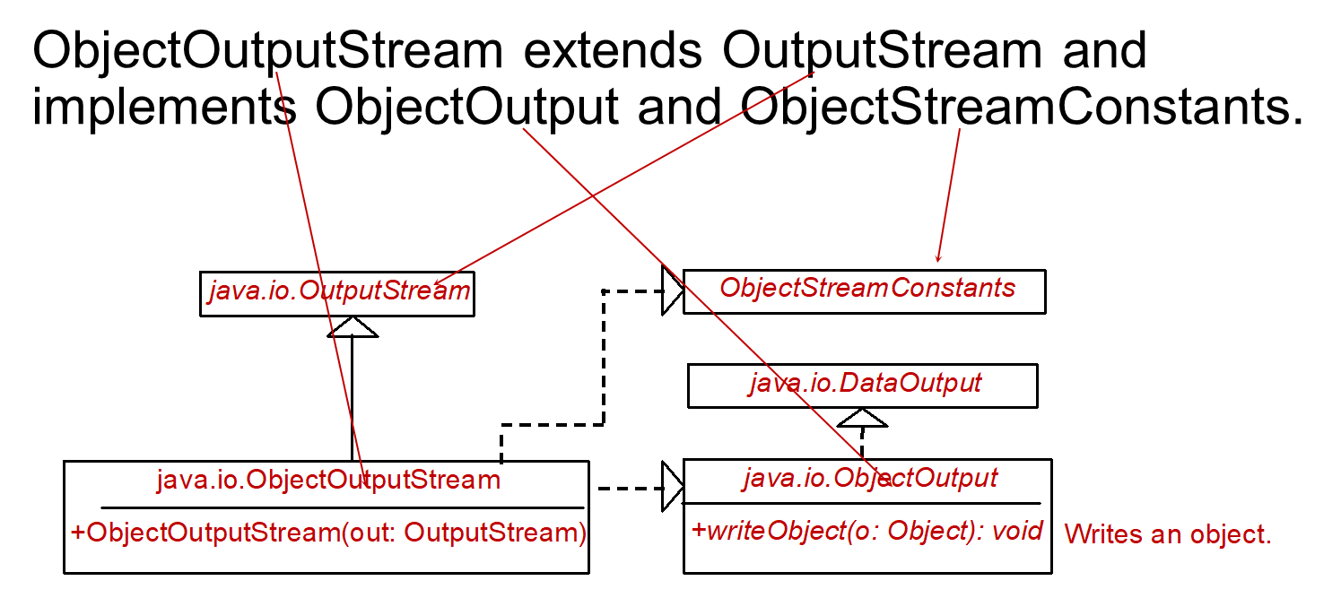 ObjectOutputStream extends OutputStream and
implements ObjectOutput and ObjectStreamConstants.
java.io.OutputStream
ObjectStreamConstants
java.io.DataOutput
java.io.ObjectOutputStream
+ObjectOutputStream(out: OutputStream)
java.io.ObjectOutput
+writeObject(o: Object): void
Writes an object.